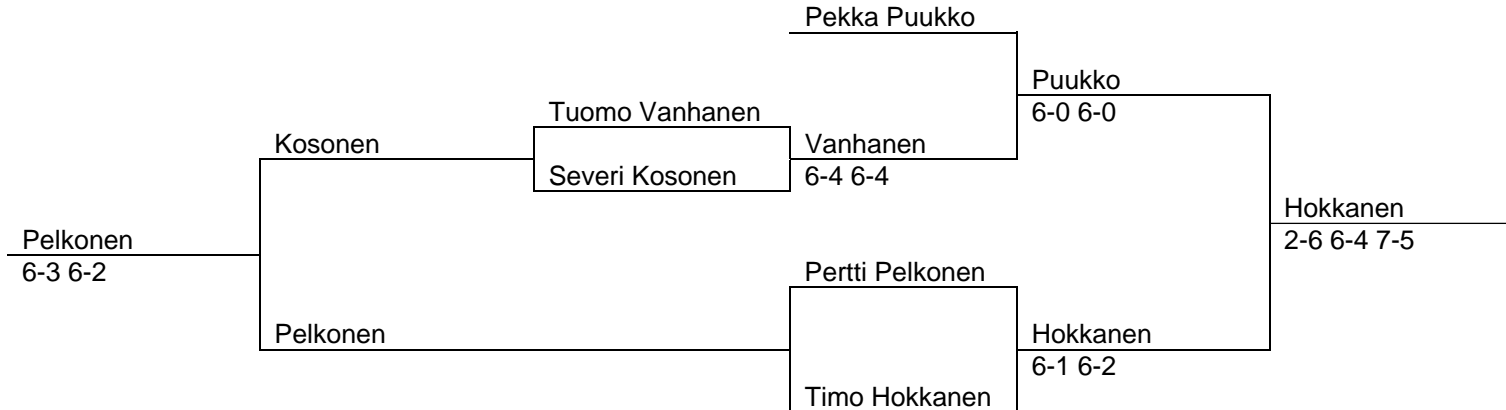 Pekka Puukko
Puukko
Tuomo Vanhanen
6-0 6-0
Kosonen
Vanhanen
Severi Kosonen
6-4 6-4
Hokkanen
Pelkonen
2-6 6-4 7-5
6-3 6-2
Pertti Pelkonen
Pelkonen
Hokkanen
6-1 6-2
Timo Hokkanen